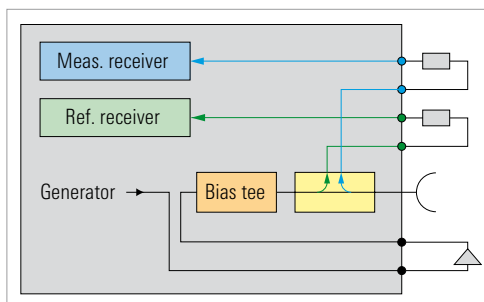 Meas. receiver
Ref. receiver
Generator
Bias tee